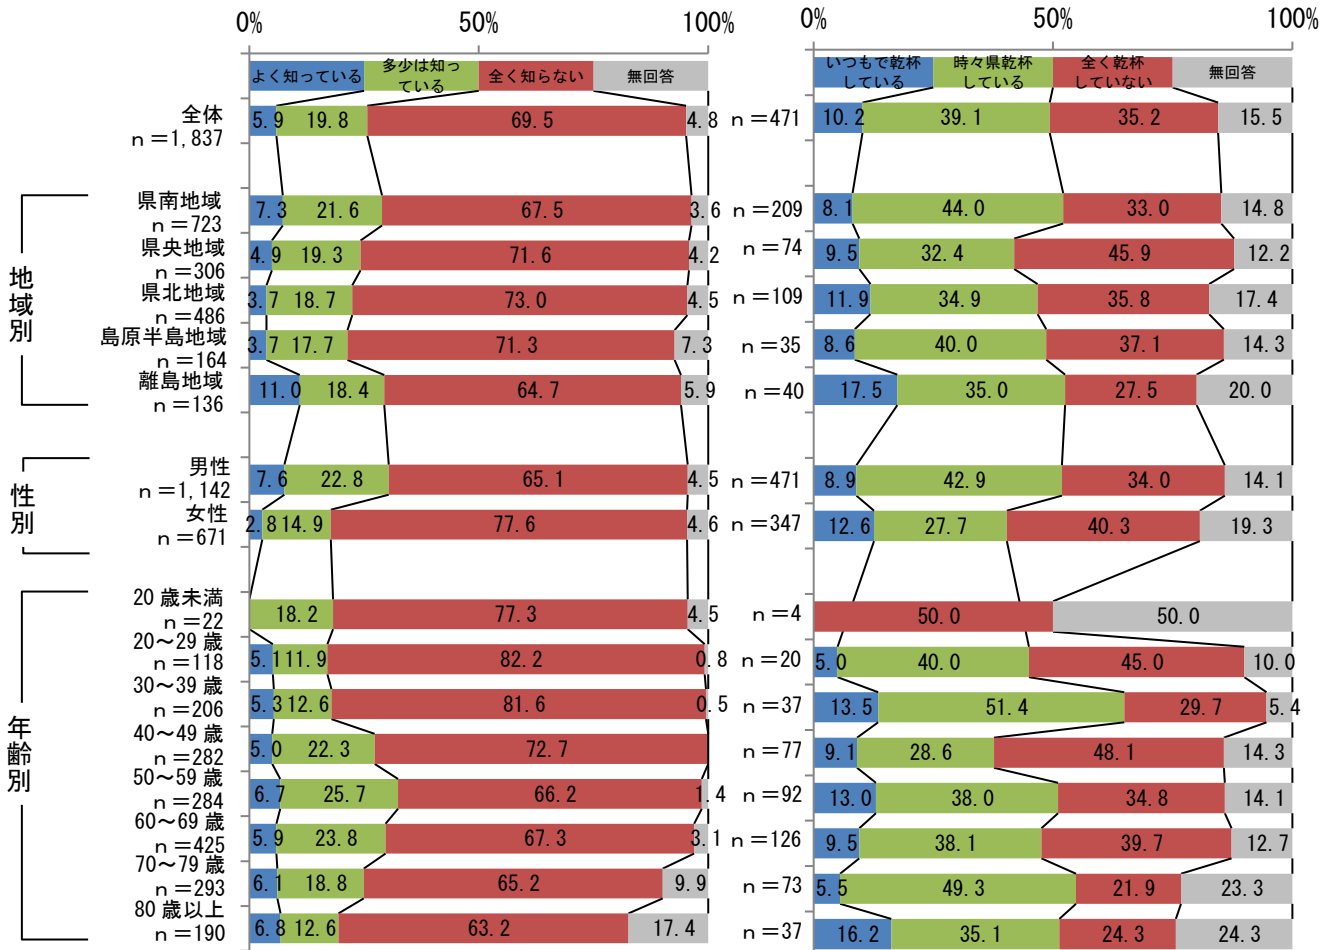 0% 50% 100% 0% 50% 100%
よく知っている 多少は知っ 全く知らない 無回答 いつもで乾杯 時々県乾杯 全く乾杯 無回答
ている している している していない
全体
n＝1,837
5.9 19.8 69.5 4.8 n＝471 10.2 39.1 35.2 15.5
地域別
県南地域
n＝723
7.3 21.6 67.5 3.6 n＝209 8.1 44.0 33.0 14.8
県央地域
n＝306
4.9 19.3 71.6 4.2 n＝74 9.5 32.4 45.9 12.2
県北地域
n＝486
3.7 18.7 73.0 4.5 n＝109 11.9 34.9 35.8 17.4
島原半島地域
n＝164
3.7 17.7 71.3 7.3 n＝35 8.6 40.0 37.1 14.3
離島地域
n＝136
11.0 18.4 64.7 5.9 n＝40 17.5 35.0 27.5 20.0
性別
男性
n＝1,142
7.6 22.8 65.1 4.5 n＝471 8.9 42.9 34.0 14.1
女性
n＝671
2.8 14.9 77.6 4.6 n＝347 12.6 27.7 40.3 19.3
年齢別
20歳未満
n＝22
18.2 77.3 4.5 n＝4 50.0 50.0
20～29歳
n＝118
5.1 11.9 82.2 0.8 n＝20 5.0 40.0 45.0 10.0
30～39歳
n＝206
5.3 12.6 81.6 0.5 n＝37 13.5 51.4 29.7 5.4
40～49歳
n＝282
5.0 22.3 72.7 n＝77 9.1 28.6 48.1 14.3
50～59歳
n＝284
6.7 25.7 66.2 1.4 n＝92 13.0 38.0 34.8 14.1
60～69歳
n＝425
5.9 23.8 67.3 3.1 n＝126 9.5 38.1 39.7 12.7
70～79歳
n＝293
6.1 18.8 65.2 9.9 n＝73 5.5 49.3 21.9 23.3
80歳以上
n＝190
6.8 12.6 63.2 17.4 n＝37 16.2 35.1 24.3 24.3